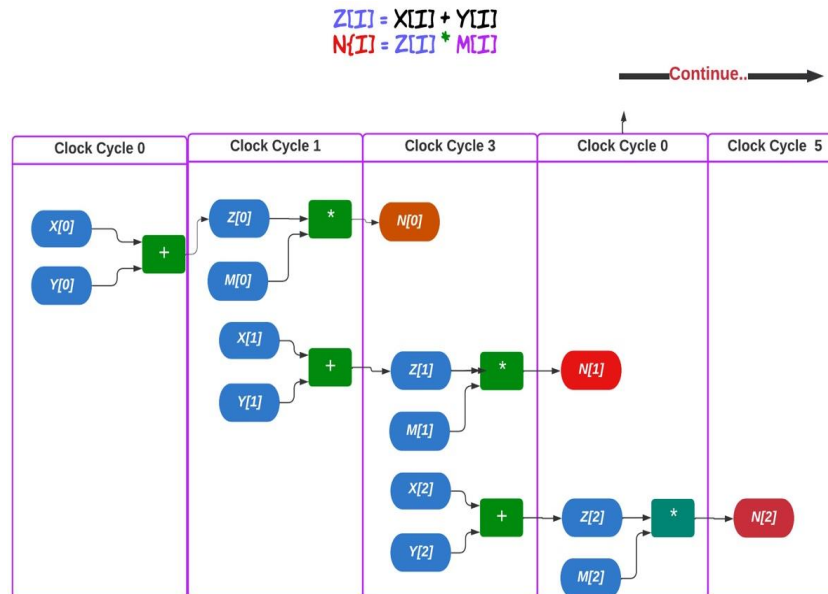 Z[I] = X[I] + Y[I]
N{I] = Z[I] * M[I]
Continue..
Clock Cycle 0
Clock Cycle 1
Clock Cycle 3
Clock Cycle 0
Clock Cycle 5
X[0]
Y[0]
+
Z[0]
M[0]
*
N[0]
X[1]
Y[1]
+
Z[1]
M[1]
*
N[1]
X[2]
Y[2]
+
Z[2]
M[2]
*
N[2]